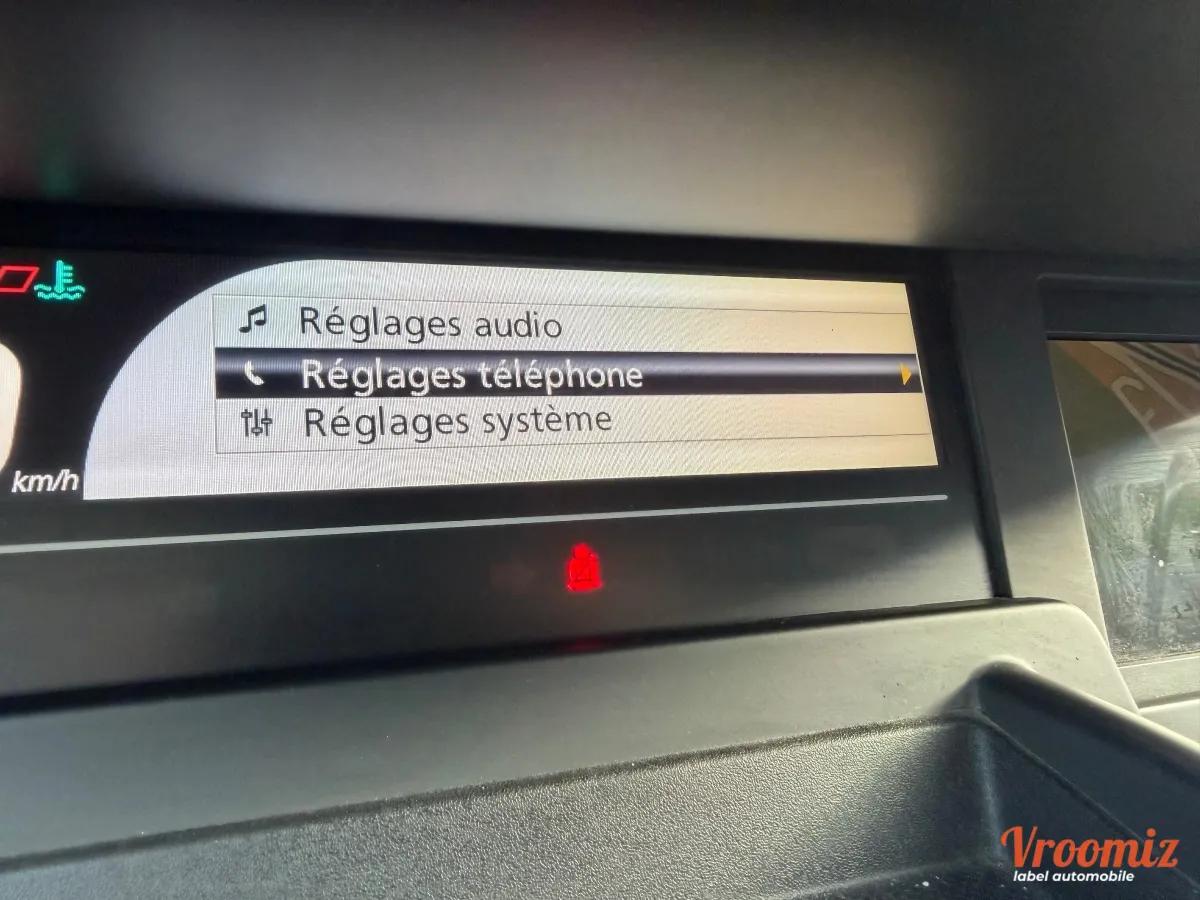 Réglages audio
Réglages téléphone
Réglages système
km/h
Vroomiz
label automobile